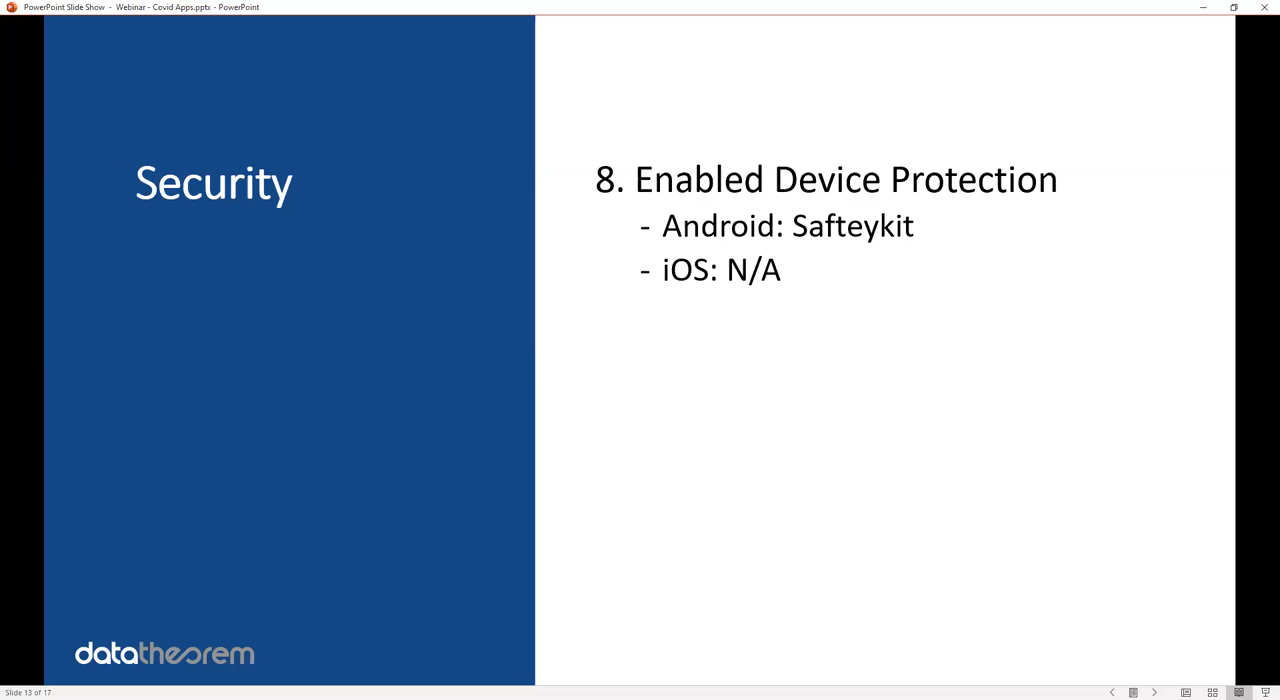 PowerPoint Slide Show - Webinar - Covid Apps.pptx - PowerPoint
Security
8. Enabled Device Protection
- Android: Safteykit
- iOS: N/A
datatheorem
Slide 13 of 17